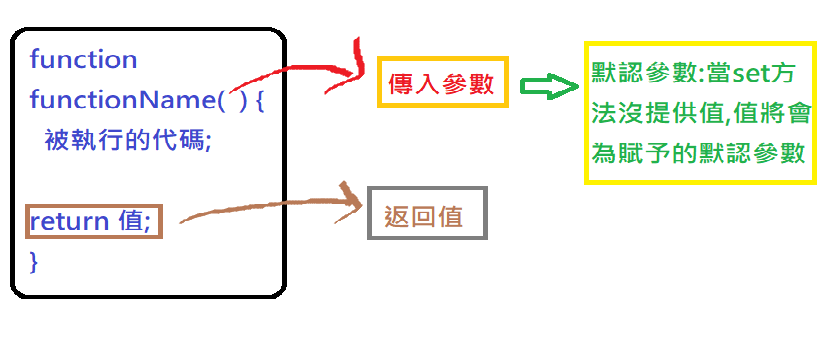 function
functionName(  ) {
被執行的代碼;
return 值;
}
傳入參數
返回值
默認參數:當set方
法沒提供值,值將會
為賦予的默認參數